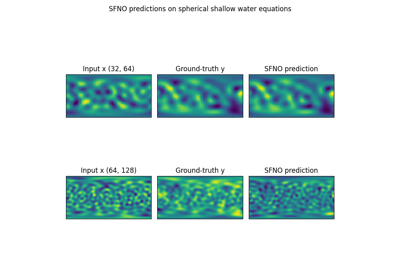 SFNO predictions on spherical shallow water equations
Input x (32, 64) Ground-truth y SFNO prediction
Input x (64, 128) Ground-truth y SFNO prediction